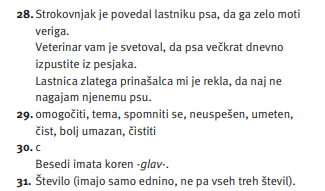 28. Strokovnjak je povedal lastniku psa, da ga zelo moti
veriga.
Veterinar vam je svetoval, da psa večkrat dnevno
izpustite iz pesjaka.
Lastnica zlatega prinašalca mi je rekla, da naj ne
nagajam njenemu psu.
29. omogočiti, tema, spomniti se, neuspešen, umeten,
čist, bolj umazan, čistiti
30. c
Besedi imata koren -glav-.
31. Število (imajo samo ednino, ne pa vseh treh števil).